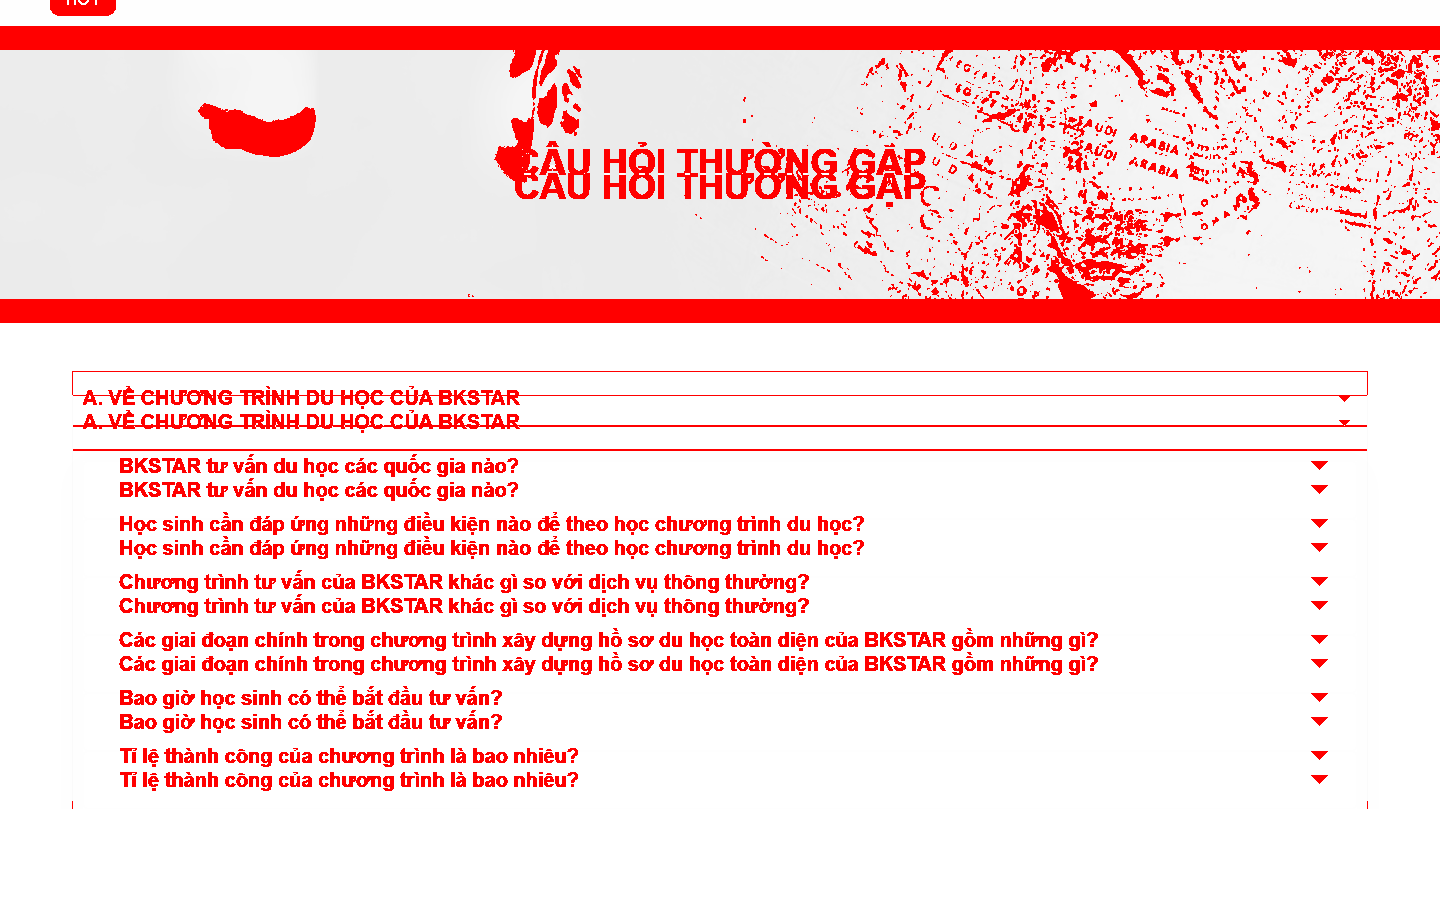 HOT
CÂU HỎI THƯỜNG GẶP
CÂU HỎI THƯỜNG GẶP
SAUDI ARABIA
SAUDI ARABIA
A. VỀ CHƯƠNG TRÌNH DU HỌC CỦA BKSTAR
A. VỀ CHƯƠNG TRÌNH DU HỌC CỦA BKSTAR
BKSTAR tư vấn du học các quốc gia nào?
BKSTAR tư vấn du học các quốc gia nào?
Học sinh cần đáp ứng những điều kiện nào để theo học chương trình du học?
Học sinh cần đáp ứng những điều kiện nào để theo học chương trình du học?
Chương trình tư vấn của BKSTAR khác gì so với dịch vụ thông thường?
Chương trình tư vấn của BKSTAR khác gì so với dịch vụ thông thường?
Các giai đoạn chính trong chương trình xây dựng hồ sơ du học toàn diện của BKSTAR gồm những gì?
Các giai đoạn chính trong chương trình xây dựng hồ sơ du học toàn diện của BKSTAR gồm những gì?
Bao giờ học sinh có thể bắt đầu tư vấn?
Bao giờ học sinh có thể bắt đầu tư vấn?
Tỉ lệ thành công của chương trình là bao nhiêu?
Tỉ lệ thành công của chương trình là bao nhiêu?